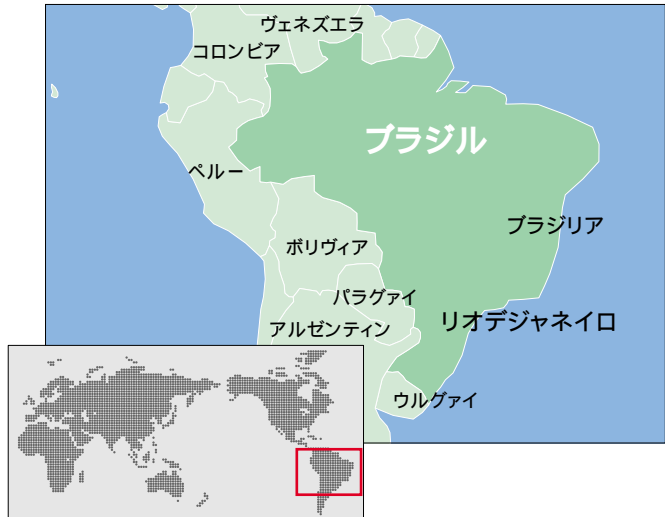 ヴェネズエラ
コロンビア
ブラジル
ペルー
ブラジリア
ボリヴィア
パラグァイ
リオデジャネイロ
アルゼンティン
ウルグァイ